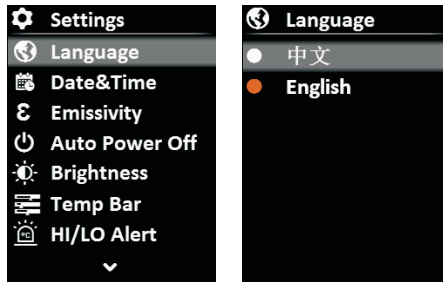 Settings
Language
Date&Time
Emissivity
Auto Power Off
Brightness
Temp Bar
HI/LO Alert
Language
中文
English